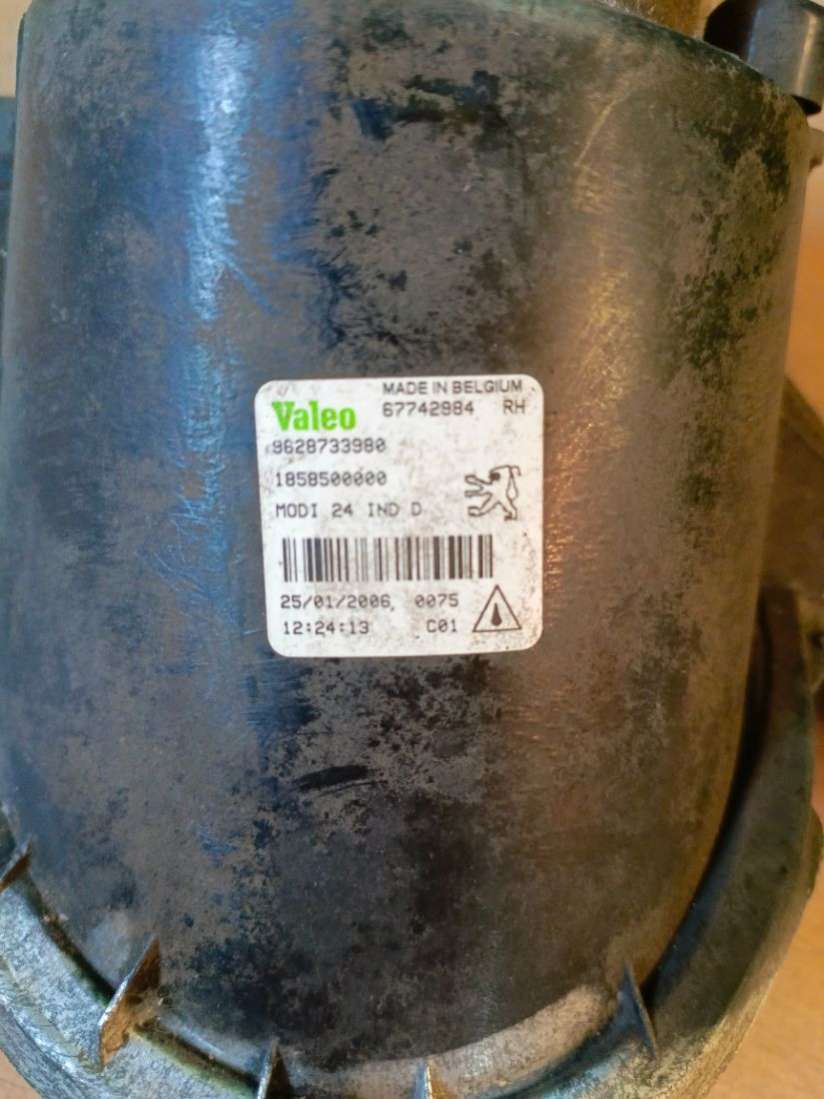 MADE IN BELGIUM
Valeo 67742984 RH
9628733980
1858500000
MODI 24 IND D
25/01/2006, 0075
12:24:13 C01